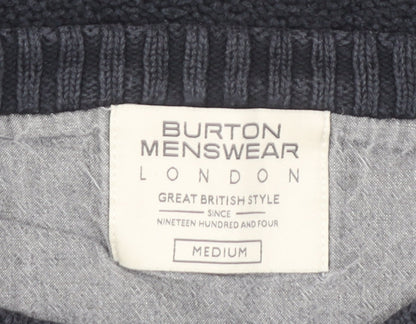 BURTON
MENSWEAR
LONDON
GREAT BRITISH STYLE
SINCE
NINETEEN HUNDRED AND FOUR
MEDIUM